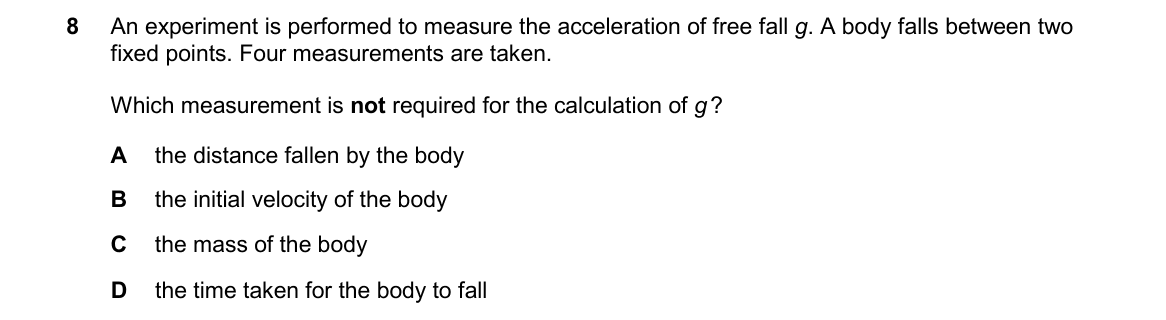 8 An experiment is performed to measure the acceleration of free fall g. A body falls between two
fixed points. Four measurements are taken.
Which measurement is not required for the calculation of g?
A the distance fallen by the body
B the initial velocity of the body
C the mass of the body
D the time taken for the body to fall